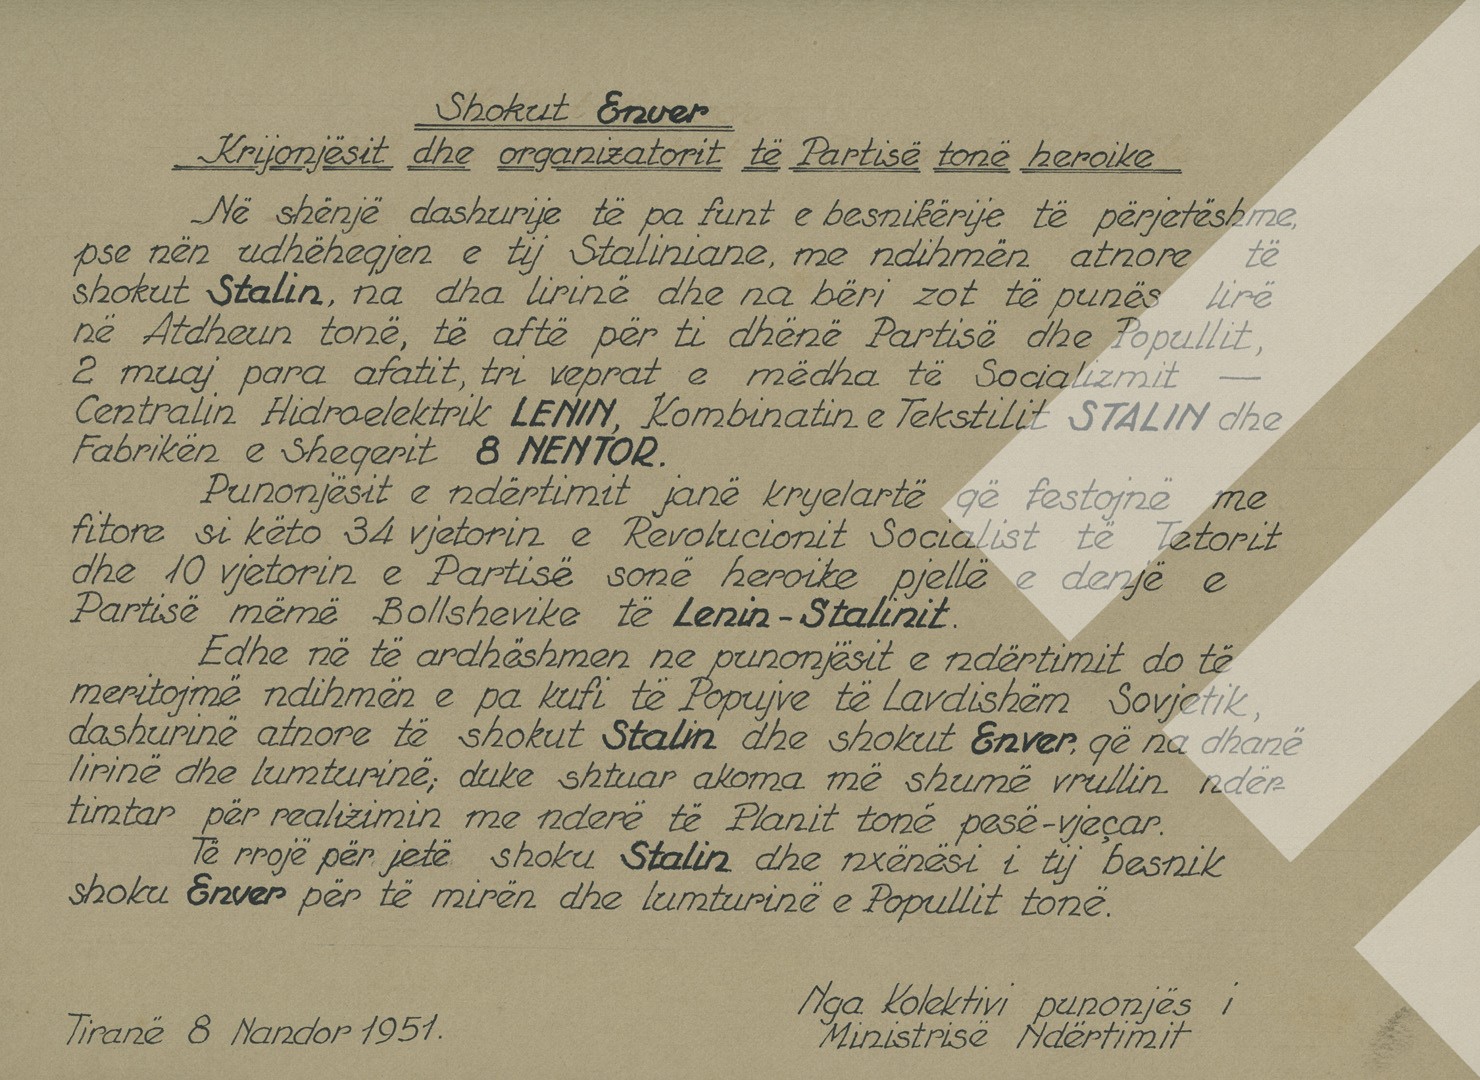 Shokut Enver
Krijonjësit dhe organizatorit të Partisë tonë heroike
Në shënjë dashurije të pa funt e besnikërije të përjetëshme,
pse nën udhëheqjen e tij Staliniane, me ndihmën atnore të
shokut Stalin, na dha lirinë dhe na bëri zot të punës lirë
në Atdheun tonë, të aftë për ti dhënë Partisë dhe Popullit,
2 muaj para afatit, tri veprat e mëdha të Socializmit —
Centralin Hidroelektrik LENIN, Kombinatin e Tekstilit STALIN dhe
Fabrikën e Sheqerit 8 NENTOR.
Punonjësit e ndërtimit janë kryelartë që festojnë me
fitore si këto 34 vjetorin e Revolucionit Socialist të Tetorit
dhe 10 vjetorin e Partisë sonë heroike pjellë e denjë e
Partisë mëmë Bollshevike të Lenin-Stalinit.
Edhe në të ardhëshmen ne punonjësit e ndërtimit do të
meritojmë ndihmën e pa kufi të Popujve të Lavdishëm Sovjetik,
dashurinë atnore të shokut Stalin dhe shokut Enver, që na dhanë
lirinë dhe lumturinë; duke shtuar akoma më shumë vrullin ndër-
timtar për realizimin me nderë të Planit tonë pesë-vjeçar.
Të rrojë për jetë shoku Stalin dhe nxënësi i tij besnik
shoku Enver për të mirën dhe lumturinë e Popullit tonë.
Nga Kolektivi punonjës i
Ministrisë Ndërtimit
Tiranë 8 Nandor 1951.